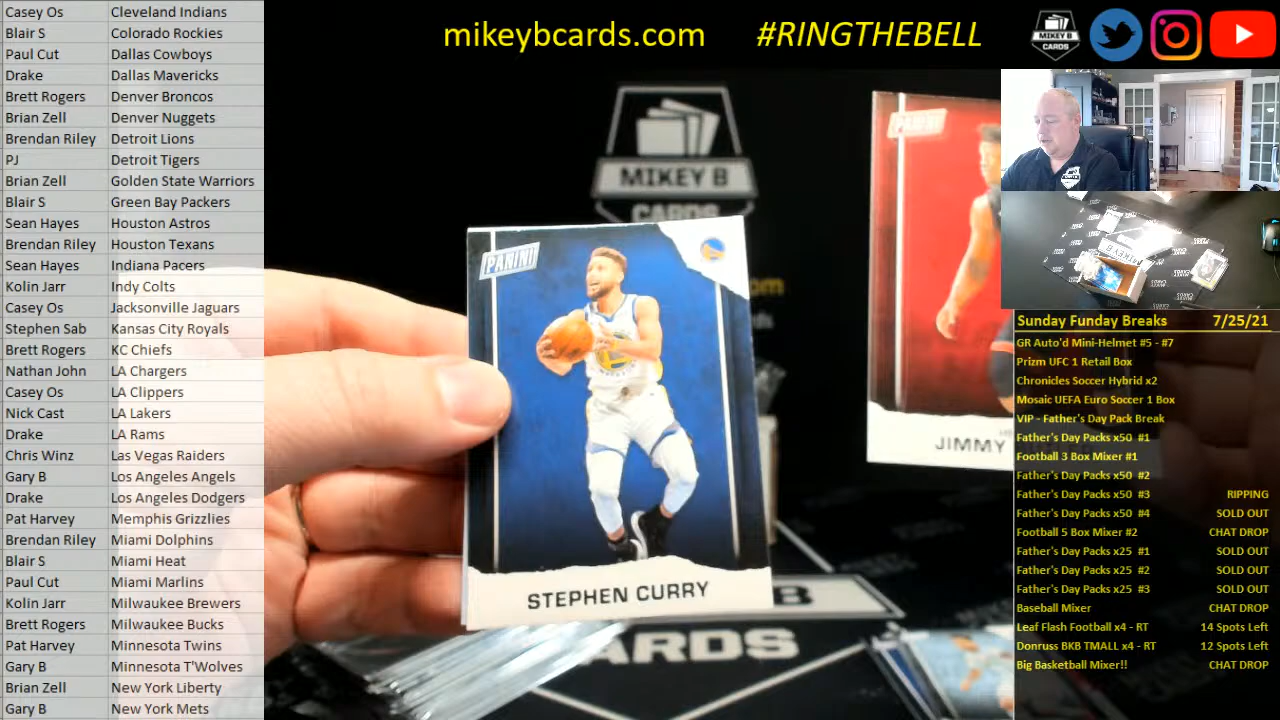 Casey Os Cleveland Indians
Blair S Colorado Rockies
Paul Cut Dallas Cowboys
Drake Dallas Mavericks
Brett Rogers Denver Broncos
Brian Zell Denver Nuggets
Brendan Riley Detroit Lions
PJ Detroit Tigers
Brian Zell Golden State Warriors
Blair S Green Bay Packers
Sean Hayes Houston Astros
Brendan Riley Houston Texans
Sean Hayes Indiana Pacers
Kolin Jarr Indy Colts
Casey Os Jacksonville Jaguars
Stephen Sab Kansas City Royals
Brett Rogers KC Chiefs
Nathan John LA Chargers
Casey Os LA Clippers
Nick Cast LA Lakers
Drake LA Rams
Chris Winz Las Vegas Raiders
Gary B Los Angeles Angels
Drake Los Angeles Dodgers
Pat Harvey Memphis Grizzlies
Brendan Riley Miami Dolphins
Blair S Miami Heat
Paul Cut Miami Marlins
Kolin Jarr Milwaukee Brewers
Brett Rogers Milwaukee Bucks
Pat Harvey Minnesota Twins
Gary B Minnesota T'Wolves
Brian Zell New York Liberty
Gary B New York Mets
mikeybcards.com #RINGTHEBELL
MIKEY B
CARDS
MIKEY B
CARDS
PANINI
PANINI
STEPHEN CURRY
JIMMY
B
CARDS
MIKEY B
Sunday Funday Breaks 7/25/21
GR Auto'd Mini-Helmet #5 - #7
Prizm UFC 1 Retail Box
Chronicles Soccer Hybrid x2
Mosaic UEFA Euro Soccer 1 Box
VIP - Father's Day Pack Break
Father's Day Packs x50 #1
Football 3 Box Mixer #1
Father's Day Packs x50 #2
Father's Day Packs x50 #3 RIPPING
Father's Day Packs x50 #4 SOLD OUT
Football 5 Box Mixer #2 CHAT DROP
Father's Day Packs x25 #1 SOLD OUT
Father's Day Packs x25 #2 SOLD OUT
Father's Day Packs x25 #3 SOLD OUT
Baseball Mixer CHAT DROP
Leaf Flash Football x4 - RT 14 Spots Left
Donruss BKB TMALL x4 - RT 12 Spots Left
Big Basketball Mixer!! CHAT DROP